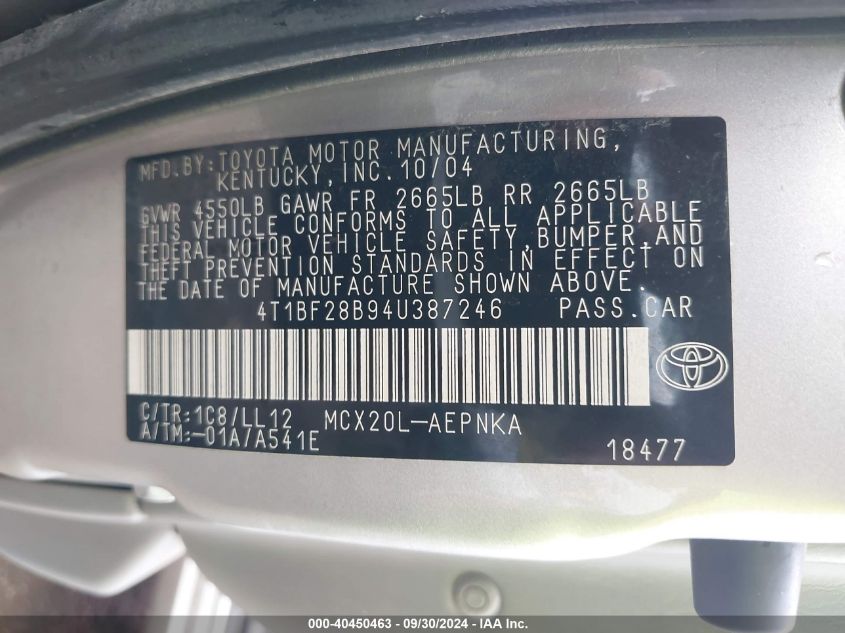 MFD.BY:TOYOTA MOTOR MANUFACTURING,
KENTUCKY,INC.10/04
GVWR 4550LB GAWR FR 2665LB RR 2665LB
THIS VEHICLE CONFORMS TO ALL APPLICABLE
FEDERAL MOTOR VEHICLE SAFETY,BUMPER,AND
THEFT PREVENTION STANDARDS IN EFFECT ON
THE DATE OF MANUFACTURE SHOWN ABOVE.
4T1BF28B94U387246 PASS.CAR
C/TR:1C8/LL12 MCX20L-AEPNKA
A/TM:-01A/A541E
18477
000-40450463 - 09/30/2024 - IAAI Inc.